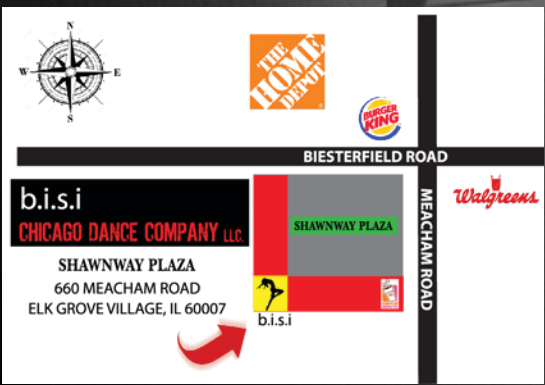 N
W
E
S
THE
HOME
DEPOT
BURGER
KING
BIESTERFIELD ROAD
b.i.s.i
CHICAGO DANCE COMPANY LLC.
SHAWNWAY PLAZA
660 MEACHAM ROAD
ELK GROVE VILLAGE, IL 60007
SHAWNWAY PLAZA
b.i.s.i
MEACHAM ROAD
Walgreens